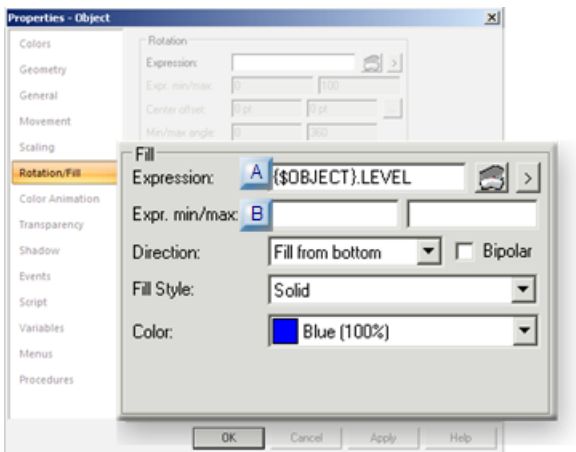 Properties - Object
Colors
Geometry
General
Movement
Scaling
Rotation/Fill
Color Animation
Transparency
Shadow
Events
Script
Variables
Menus
Procedures
Rotation
Expression:
>
Expr. min/max:
0
100
Center offset:
0 pt
0 pt
Min/max angle:
0
360
Fill
Expression:
A
{$OBJECT}.LEVEL
>
Expr. min/max:
B
Direction:
Fill from bottom
Bipolar
Fill Style:
Solid
Color:
Blue (100%)
OK
Cancel
Apply
Help